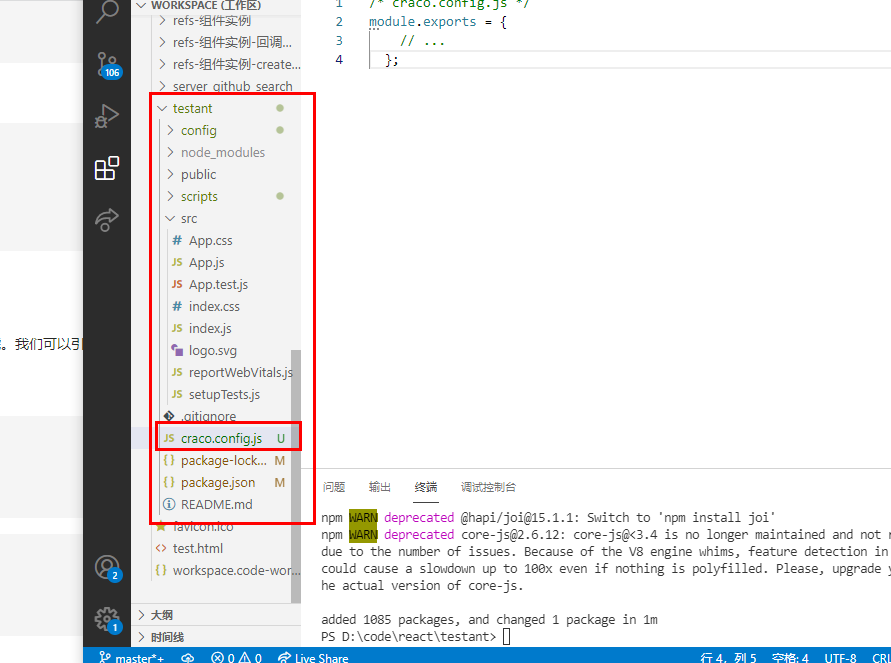 WORKSPACE (工作区)
refs-组件实例
refs-组件实例-回调...
refs-组件实例-create...
server_github_search
testant
config
node_modules
public
scripts
src
# App.css
JS App.js
JS App.test.js
# index.css
JS index.js
logo.svg
JS reportWebVitals.js
JS setupTests.js
.gitignore
JS craco.config.js U
{} package-lock... M
{} package.json M
README.md
favicon.ico
<> test.html
{} workspace.code-wor...
大纲
时间线
106
2
1
。我们可以引
1 /* craco.config.js */
2 module.exports = {
3 // ...
4 };
问题 输出 终端 调试控制台
npm WARN deprecated @hapi/joi@15.1.1: Switch to 'npm install joi'
npm WARN deprecated core-js@2.6.12: core-js@<3.4 is no longer maintained and not
due to the number of issues. Because of the V8 engine whims, feature detection in
could cause a slowdown up to 100x even if nothing is polyfilled. Please, upgrade
he actual version of core-js.
added 1085 packages, and changed 1 package in 1m
PS D:\code\react\testant>
master*+ 0 0 Live Share 行 4, 列 5 空格: 4 UTF-8 CRL